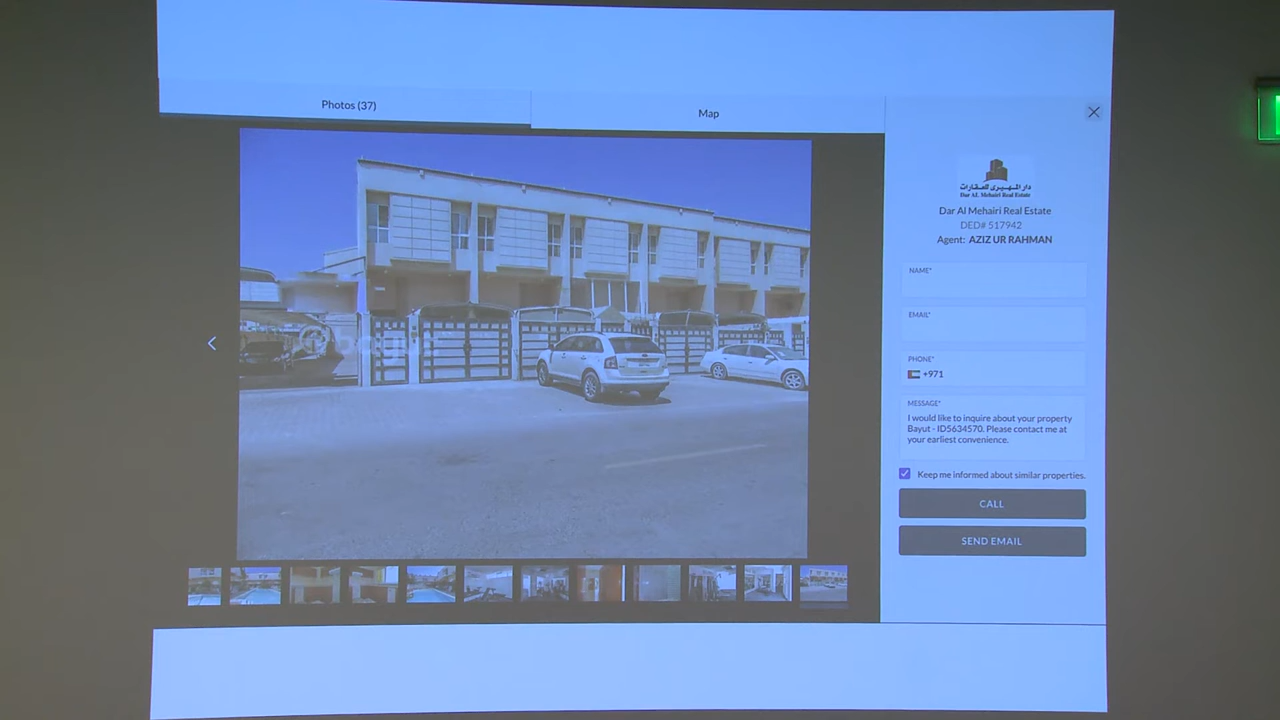 Photos (37)
Map
دار المهيري للعقارات
Dar AL Mehairi Real Estate
Dar Al Mehairi Real Estate
DED# 517942
Agent: AZIZ UR RAHMAN
NAME*
EMAIL*
PHONE*
+971
MESSAGE*
I would like to inquire about your property
Bayut - ID5634570. Please contact me at
your earliest convenience.
Keep me informed about similar properties.
CALL
SEND EMAIL